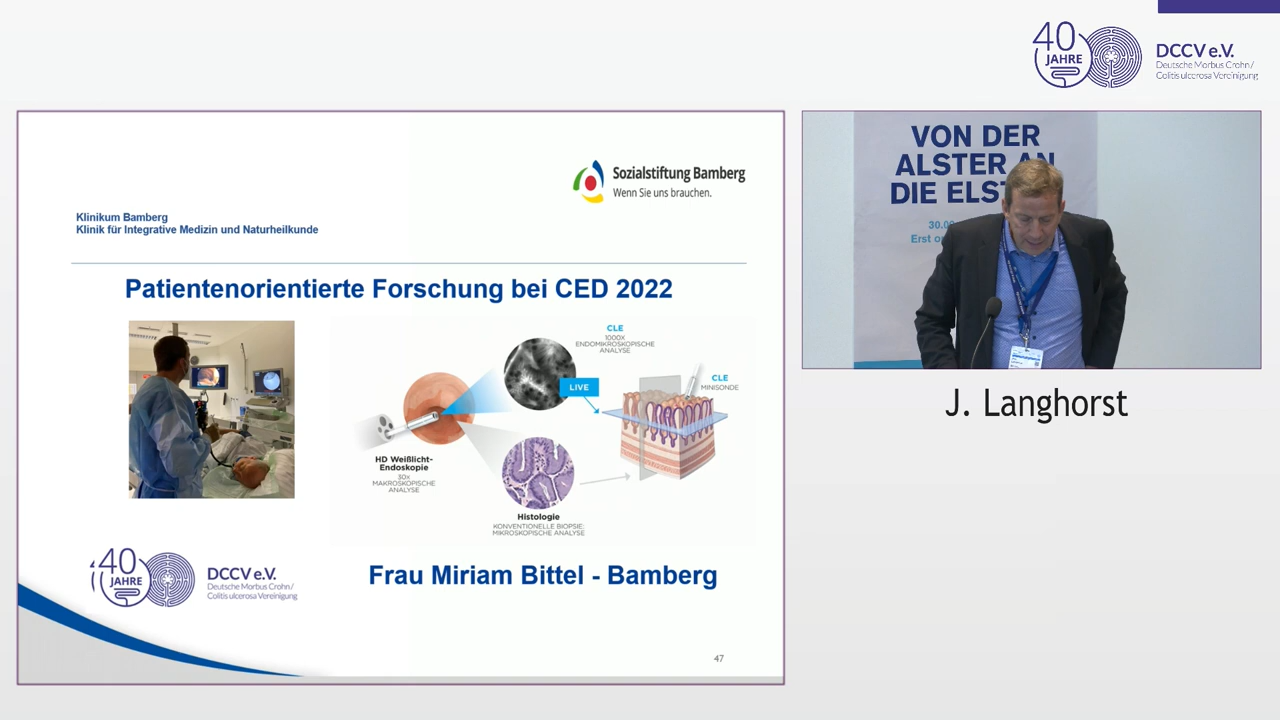 40
JAHRE
DCCV e.V.
Deutsche Morbus Crohn /
Colitis ulcerosa Vereinigung
Sozialstiftung Bamberg
Wenn Sie uns brauchen.
Klinikum Bamberg
Klinik für Integrative Medizin und Naturheilkunde
Patientenorientierte Forschung bei CED 2022
CLE
1000X
ENDOMIKROSKOPISCHE
ANALYSE
LIVE
CLE
MINISONDE
HD Weißlicht-
Endoskopie
30x
MAKROSKOPISCHE
ANALYSE
Histologie
KONVENTIONELLE BIOPSIE:
MIKROSKOPISCHE ANALYSE
40
JAHRE
DCCV e.V.
Deutsche Morbus Crohn /
Colitis ulcerosa Vereinigung
Frau Miriam Bittel - Bamberg
47
VON DER
ALSTER AN
DIE
Erst
J. Langhorst